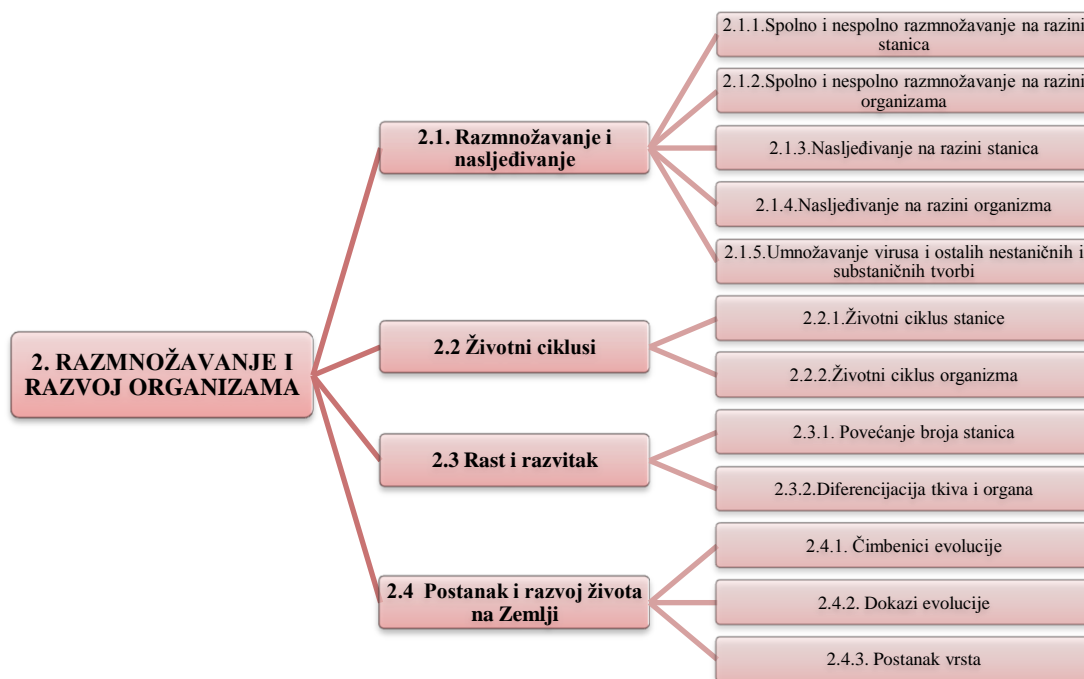 2. RAZMNOŽAVANJE I
RAZVOJ ORGANIZAMA
2.1. Razmnožavanje i
nasljeđivanje
2.1.1.Spolno i nespolno razmnožavanje na razini
stanica
2.1.2.Spolno i nespolno razmnožavanje na razini
organizama
2.1.3.Nasljeđivanje na razini stanica
2.1.4.Nasljeđivanje na razini organizma
2.1.5.Umnožavanje virusa i ostalih nestaničnih i
substaničnih tvorbi
2.2 Životni ciklusi
2.2.1.Životni ciklus stanice
2.2.2.Životni ciklus organizma
2.3 Rast i razvitak
2.3.1. Povećanje broja stanica
2.3.2.Diferencijacija tkiva i organa
2.4 Postanak i razvoj života
na Zemlji
2.4.1. Čimbenici evolucije
2.4.2. Dokazi evolucije
2.4.3. Postanak vrsta